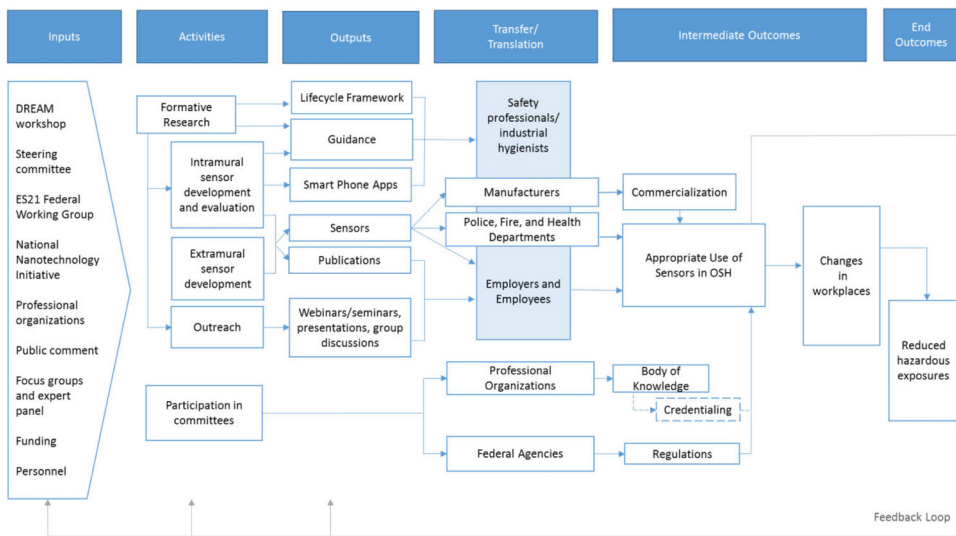 Inputs
Activities
Outputs
Transfer/
Translation
Intermediate Outcomes
End
Outcomes
DREAM
workshop
Steering
committee
ES21 Federal
Working Group
National
Nanotechnology
Initiative
Professional
organizations
Public comment
Focus groups
and expert
panel
Funding
Personnel
Formative
Research
Intramural
sensor
development
and evaluation
Extramural
sensor
development
Outreach
Participation in
committees
Lifecycle Framework
Guidance
Smart Phone Apps
Sensors
Publications
Webinars/seminars,
presentations, group
discussions
Safety
professionals/
industrial
hygienists
Manufacturers
Police, Fire, and Health
Departments
Employers and
Employees
Professional
Organizations
Federal Agencies
Commercialization
Appropriate Use of
Sensors in OSH
Body of
Knowledge
Credentialing
Regulations
Changes
in
workplaces
Reduced
hazardous
exposures
Feedback Loop